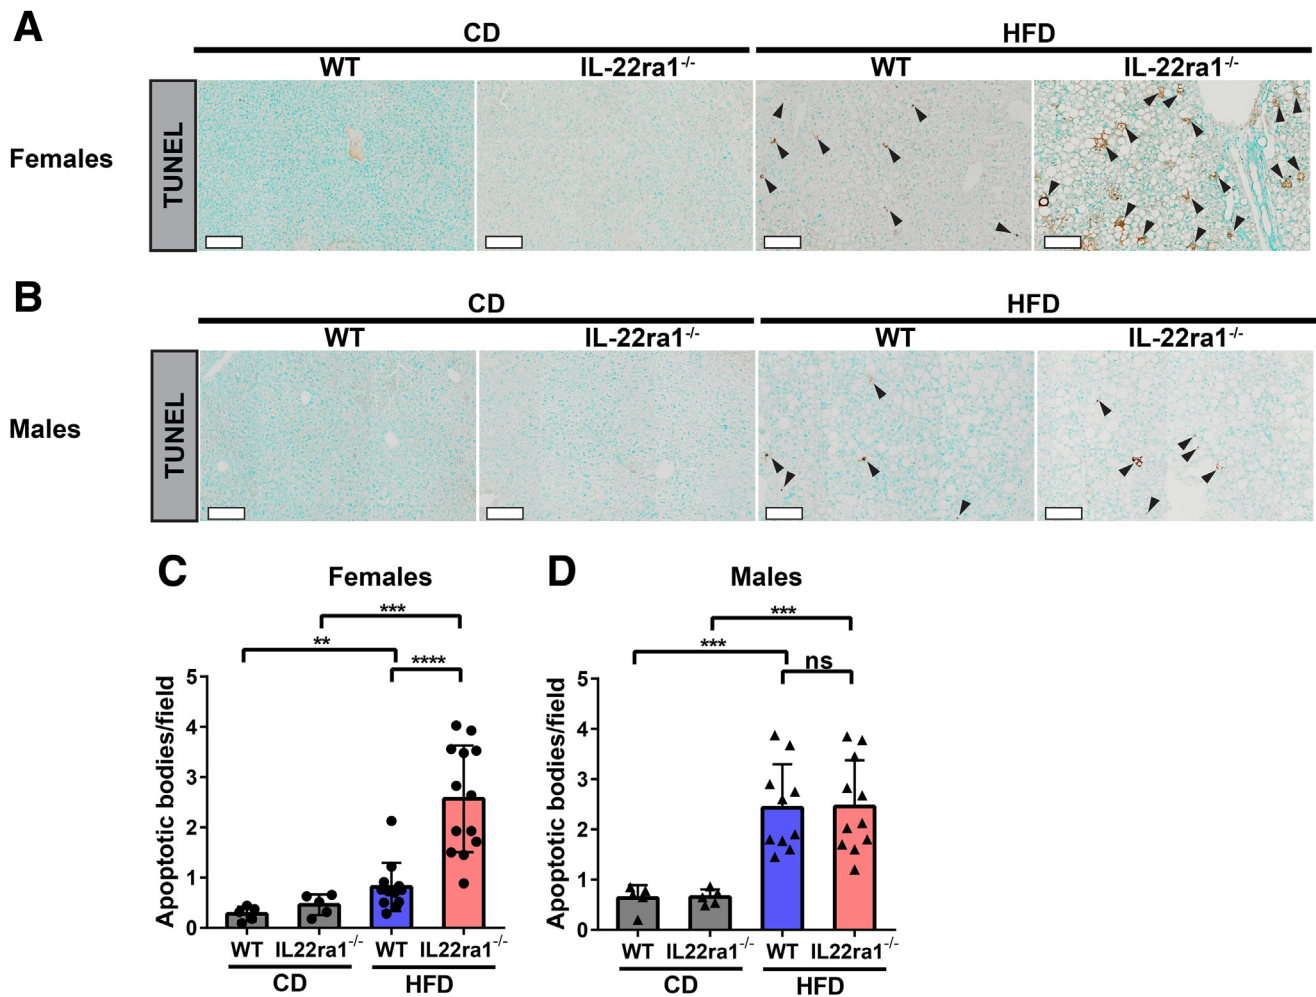 A
CD HFD
WT IL-22ra1-/- WT IL-22ra1-/-
Females
TUNEL
B
CD HFD
WT IL-22ra1-/- WT IL-22ra1-/-
Males
TUNEL
C
Females
***
**
****
Apoptotic bodies/field
5
4
3
2
1
0
WT IL22ra1-/- WT IL22ra1-/-
CD HFD
D
Males
***
***
ns
Apoptotic bodies/field
5
4
3
2
1
0
WT IL22ra1-/- WT IL22ra1-/-
CD HFD